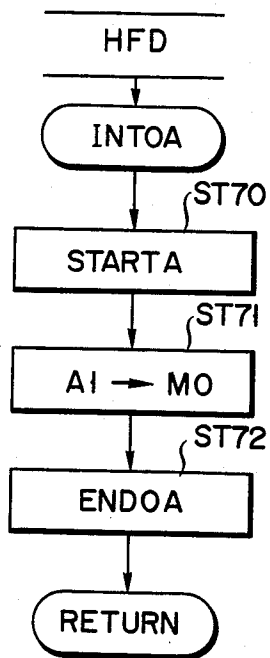 HFD
INTOA
ST70
STARTA
ST71
AI → MO
ST72
ENDOA
RETURN